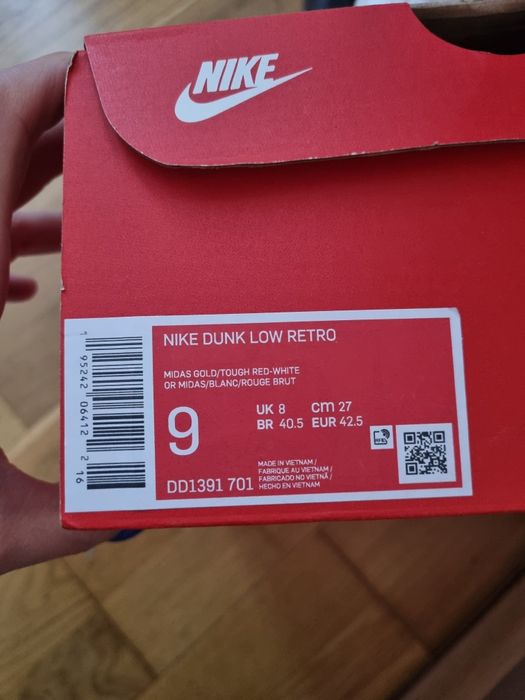 NIKE
NIKE DUNK LOW RETRO
MIDAS GOLD/TOUGH RED-WHITE
OR MIDAS/BLANC/ROUGE BRUT
9
UK 8 cm 27
BR 40.5 EUR 42.5
DD1391 701
MADE IN VIETNAM /
FABRIQUE AU VIETNAM /
FABRICADO NO VIETNÃ /
HECHO EN VIETNAM
1 95242 06412 2 16